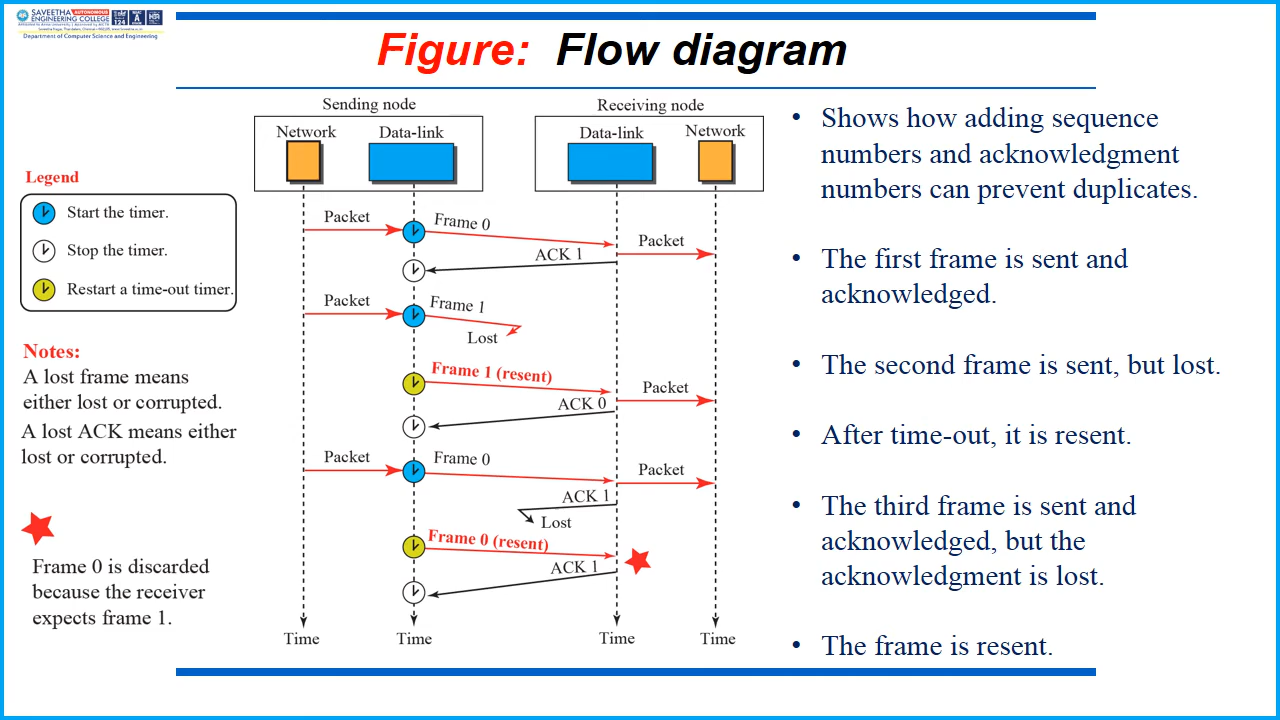 SAVEETHA AUTONOMOUS
ENGINEERING COLLEGE
Department of Computer Science and Engineering
Figure: Flow diagram
Sending node
Receiving node
Network
Data-link
Data-link
Network
Legend
Start the timer.
Stop the timer.
Restart a time-out timer.
Notes:
A lost frame means
either lost or corrupted.
A lost ACK means either
lost or corrupted.
Frame 0 is discarded
because the receiver
expects frame 1.
Packet
Frame 0
Packet
ACK 1
Packet
Frame 1
Lost
Frame 1 (resent)
Packet
ACK 0
Packet
Frame 0
Packet
ACK 1
Lost
Frame 0 (resent)
ACK 1
Time
Time
Time
Time
• Shows how adding sequence
numbers and acknowledgment
numbers can prevent duplicates.
• The first frame is sent and
acknowledged.
• The second frame is sent, but lost.
• After time-out, it is resent.
• The third frame is sent and
acknowledged, but the
acknowledgment is lost.
• The frame is resent.